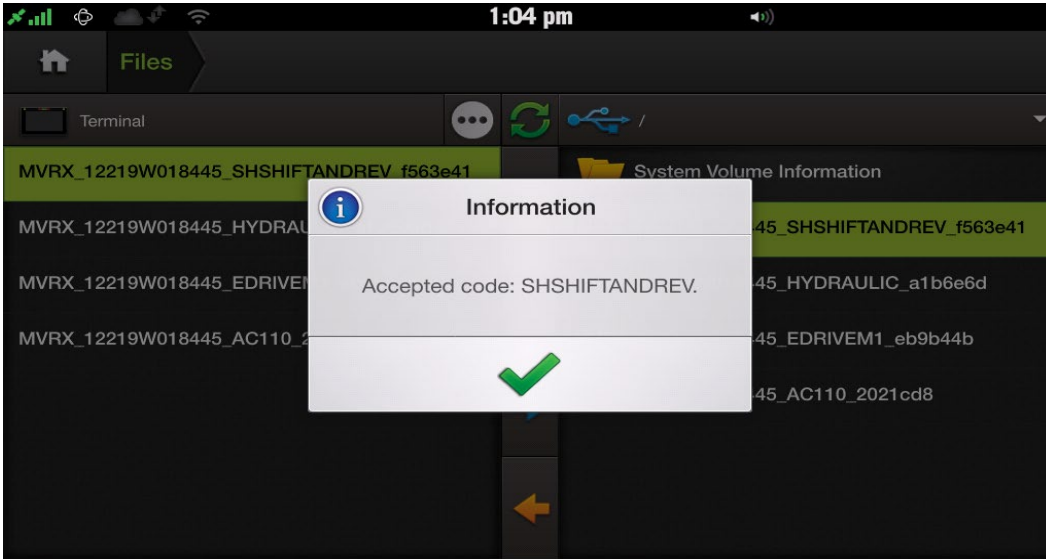 1:04 pm
Files
Terminal
/
MVRX_12219W018445_SHSHIFTANDREV_f563e41
System Volume Information
Information
MVRX_12219W018445_HYDRAU
45_SHSHIFTANDREV_f563e41
Accepted code: SHSHIFTANDREV.
MVRX_12219W018445_EDRIVEM
45_HYDRAULIC_a1b6e6d
MVRX_12219W018445_AC110_2
45_EDRIVEM1_eb9b44b
45_AC110_2021cd8